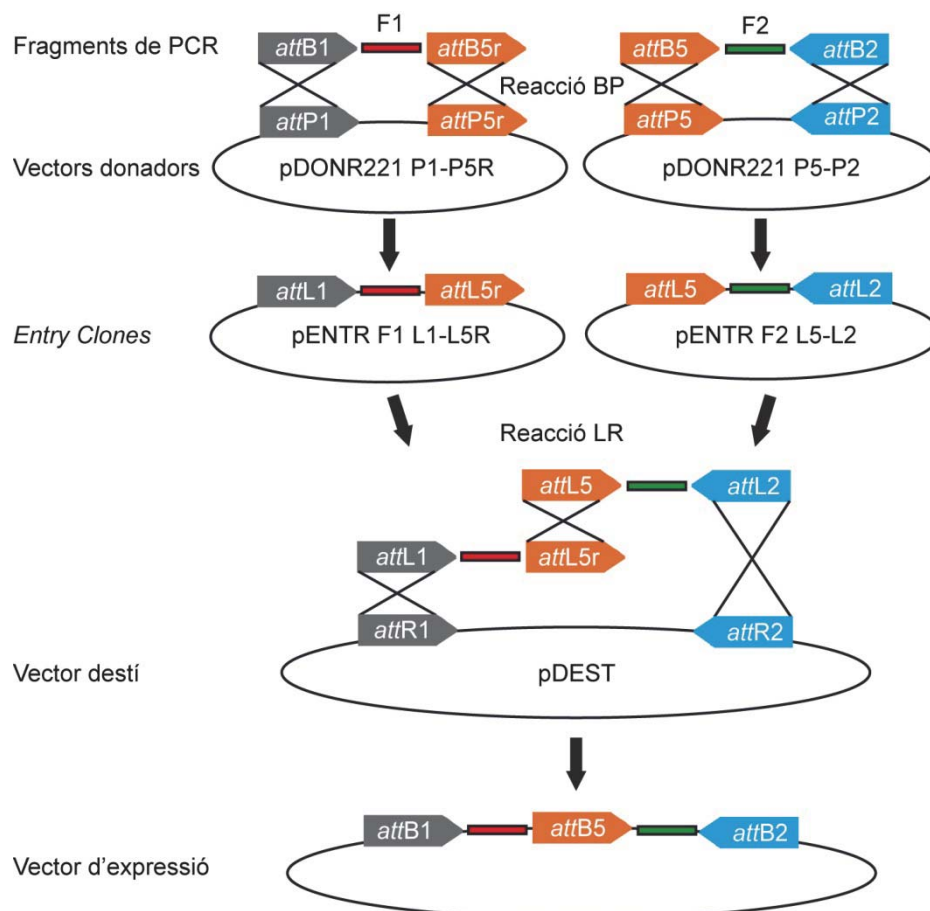 F1
F2
Fragments de PCR
attB1
attB5r
attB5
attB2
Reacció BP
attP1
attP5r
attP5
attP2
Vectors donadors
pDONR221 P1-P5R
pDONR221 P5-P2
attL1
attL5r
attL5
attL2
Entry Clones
pENTR F1 L1-L5R
pENTR F2 L5-L2
Reacció LR
attL5
attL2
attL1
attL5r
attR1
attR2
Vector destí
pDEST
attB1
attB5
attB2
Vector d’expressió